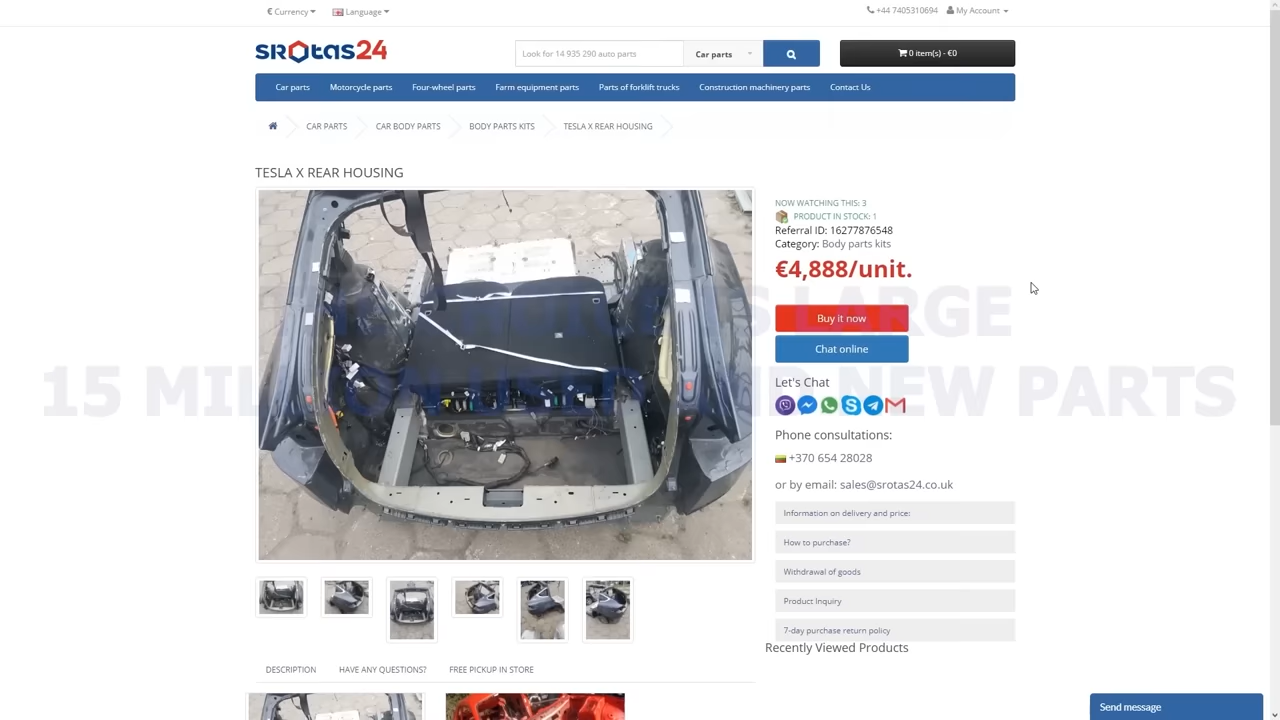 € Currency
Language
+44 7405310694
My Account
SROTAS24
Look for 14 935 290 auto parts
Car parts
0 item(s) - €0
Car parts
Motorcycle parts
Four-wheel parts
Farm equipment parts
Parts of forklift trucks
Construction machinery parts
Contact Us
CAR PARTS
CAR BODY PARTS
BODY PARTS KITS
TESLA X REAR HOUSING
TESLA X REAR HOUSING
NOW WATCHING THIS: 3
PRODUCT IN STOCK: 1
Referral ID: 16277876548
Category: Body parts kits
€4,888/unit.
LARGE
Buy it now
Chat online
15 NEW PARTS
Let's Chat
Phone consultations:
+370 654 28028
or by email: sales@srotas24.co.uk
Information on delivery and price:
How to purchase?
Withdrawal of goods
Product Inquiry
7-day purchase return policy
Recently Viewed Products
DESCRIPTION
HAVE ANY QUESTIONS?
FREE PICKUP IN STORE
Send message